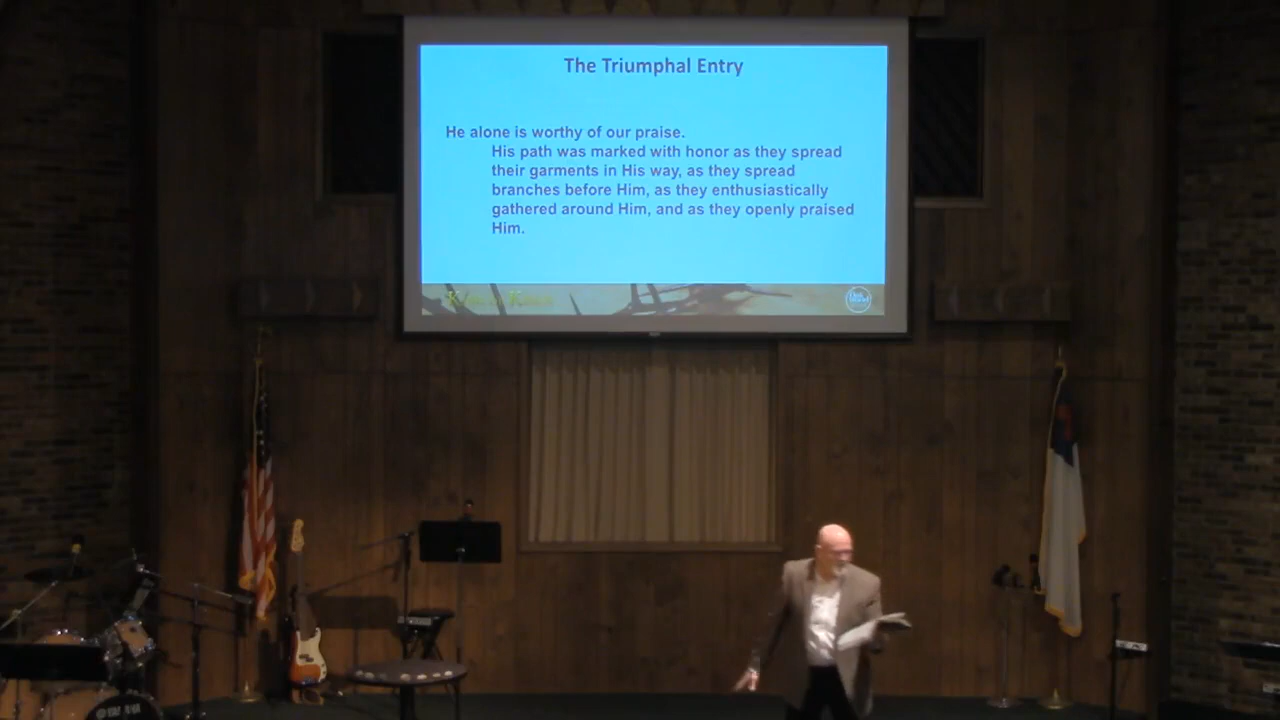 The Triumphal Entry
He alone is worthy of our praise.
His path was marked with honor as they spread
their garments in His way, as they spread
branches before Him, as they enthusiastically
gathered around Him, and as they openly praised
Him.
YAMAHA